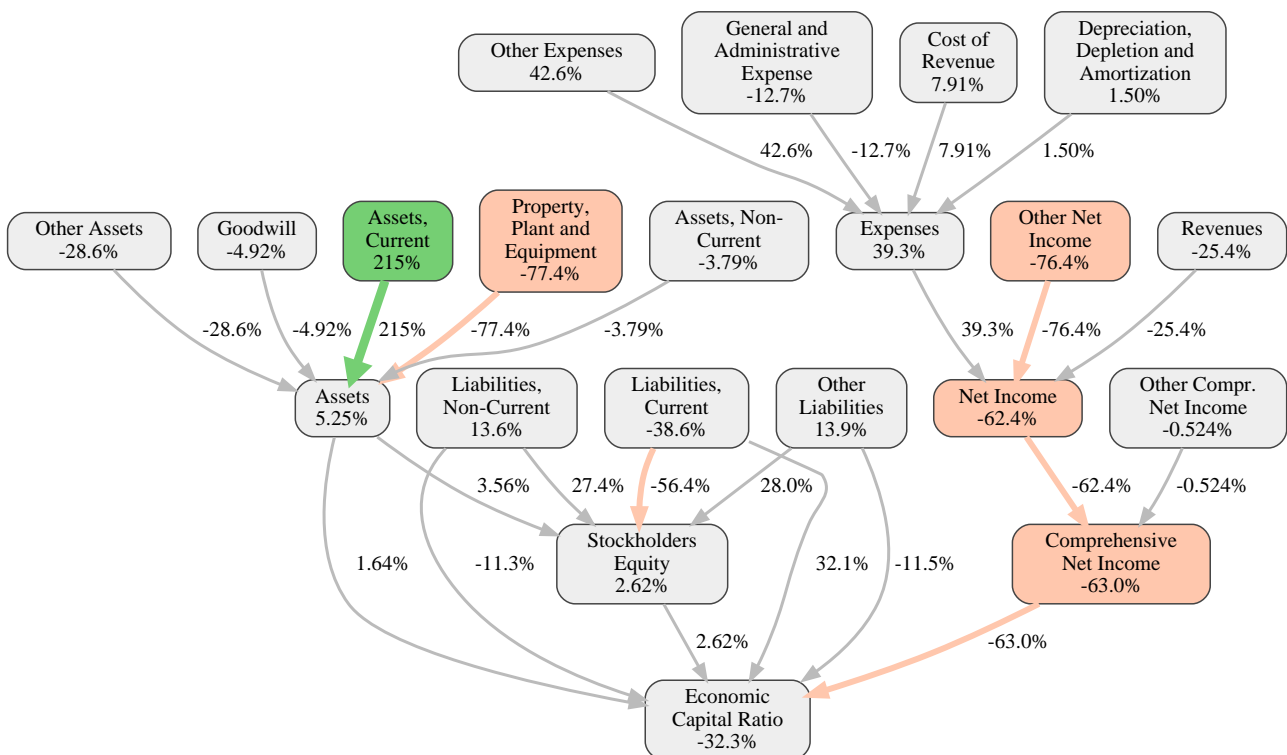 Other Expenses
42.6%
General and
Administrative
Expense
-12.7%
Cost of
Revenue
7.91%
Depreciation,
Depletion and
Amortization
1.50%
42.6%
-12.7%
7.91%
1.50%
Other Assets
-28.6%
Goodwill
-4.92%
Assets,
Current
215%
Property,
Plant and
Equipment
-77.4%
Assets, Non-
Current
-3.79%
Expenses
39.3%
Other Net
Income
-76.4%
Revenues
-25.4%
-28.6%
-4.92%
215%
-77.4%
-3.79%
39.3%
-76.4%
-25.4%
Assets
5.25%
Liabilities,
Non-Current
13.6%
Liabilities,
Current
-38.6%
Other
Liabilities
13.9%
Net Income
-62.4%
Other Compr.
Net Income
-0.524%
3.56%
27.4%
-56.4%
28.0%
-62.4%
-0.524%
Stockholders
Equity
2.62%
Comprehensive
Net Income
-63.0%
1.64%
-11.3%
32.1%
-11.5%
2.62%
-63.0%
Economic
Capital Ratio
-32.3%